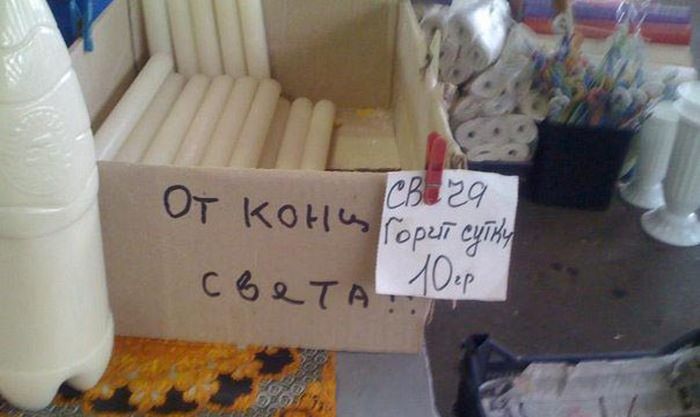 ОТ КОНЦ
СВЕТА!!
СВЕЧА
Горит сутки
10гр